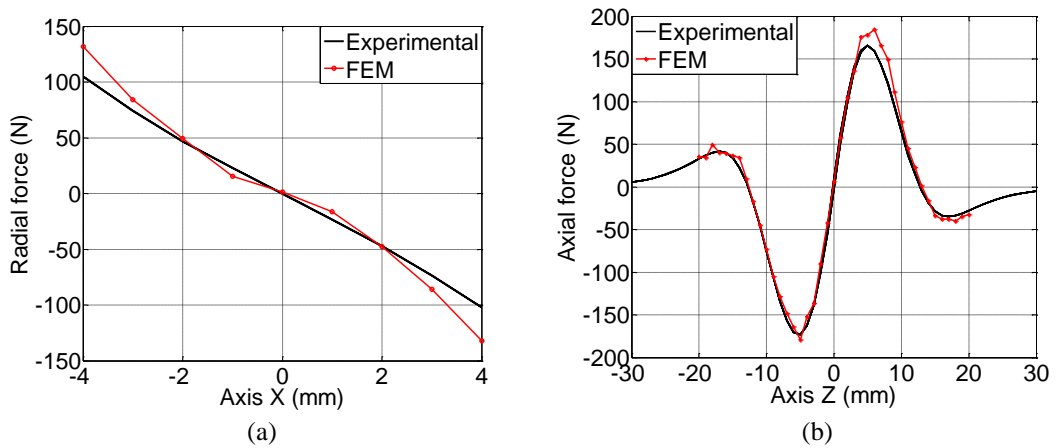 150
100
50
0
-50
-100
-150
-4
-2
0
2
4
Radial force (N)
Axis X (mm)
Experimental
FEM
(a)
200
150
100
50
0
-50
-100
-150
-200
-30
-20
-10
0
10
20
30
Axial force (N)
Axis Z (mm)
Experimental
FEM
(b)